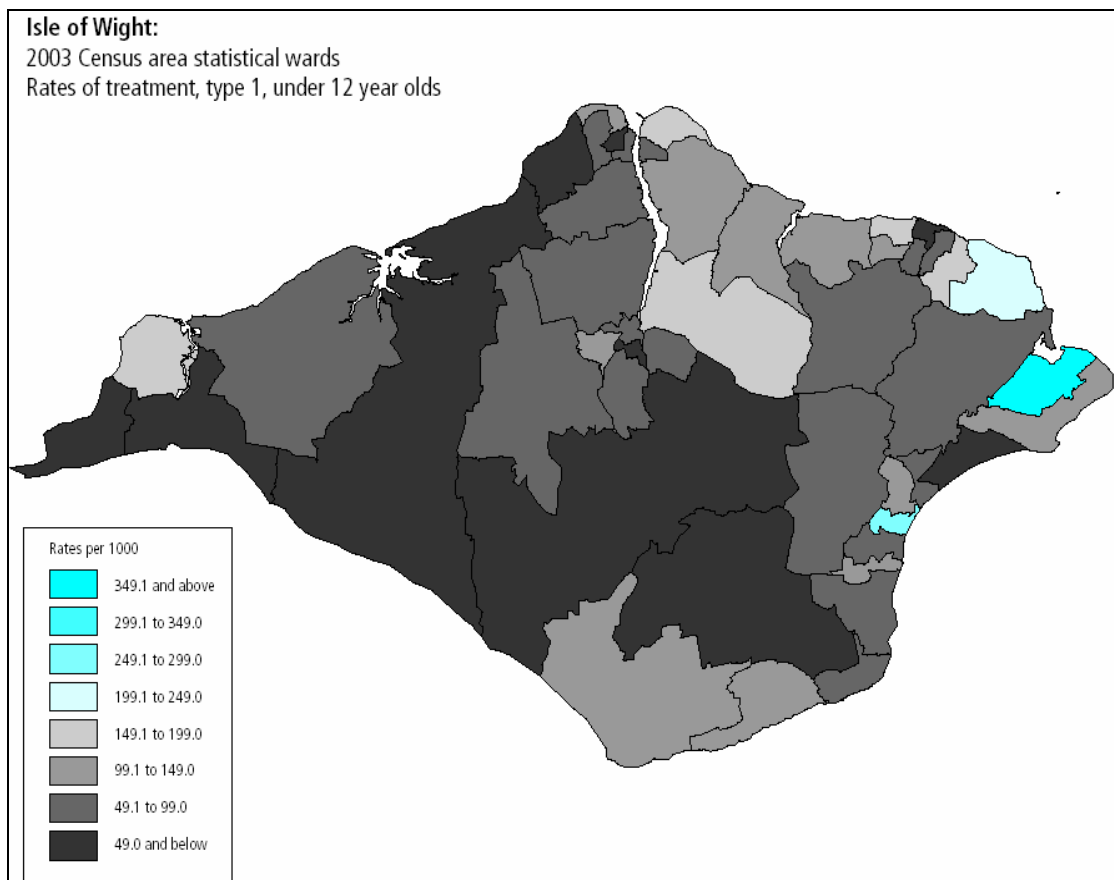 Isle of Wight:
2003 Census area statistical wards
Rates of treatment, type 1, under 12 year olds
Rates per 1000
349.1 and above
299.1 to 349.0
249.1 to 299.0
199.1 to 249.0
149.1 to 199.0
99.1 to 149.0
49.1 to 99.0
49.0 and below